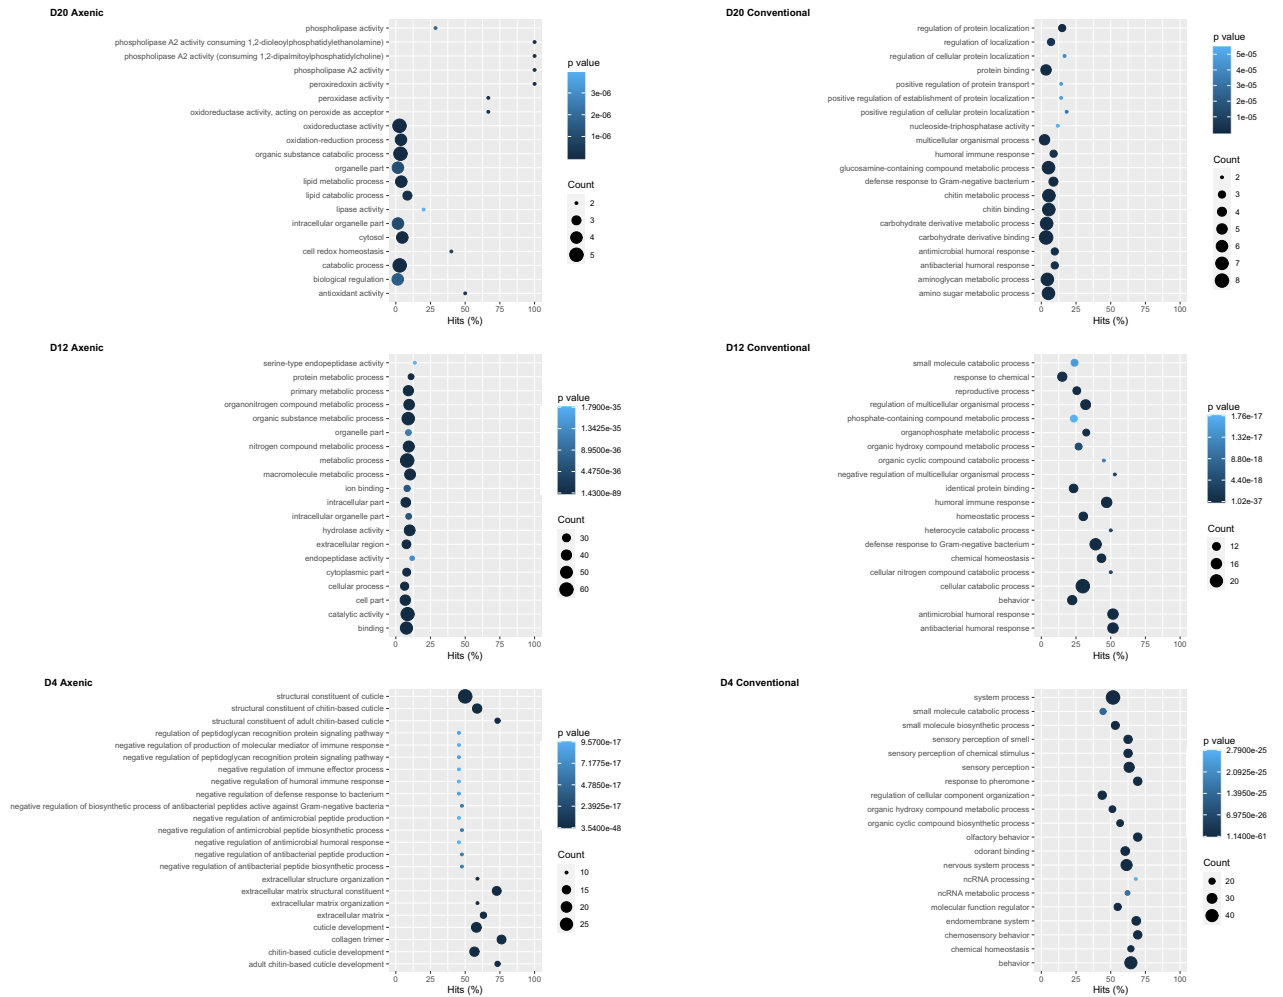 D20 Axenic
phospholipase activity
phospholipase A2 activity consuming 1,2-dioleoylphosphatidylethanolamine)
phospholipase A2 activity (consuming 1,2-dipalmitoylphosphatidylcholine)
phospholipase A2 activity
peroxiredoxin activity
peroxidase activity
oxidoreductase activity, acting on peroxide as acceptor
oxidoreductase activity
oxidation-reduction process
organic substance catabolic process
organelle part
lipid metabolic process
lipid catabolic process
lipase activity
intracellular organelle part
cytosol
cell redox homeostasis
catabolic process
biological regulation
antioxidant activity
0 25 50 75 100
Hits (%)
p value
3e-06
2e-06
1e-06
Count
2
3
4
5
D20 Conventional
regulation of protein localization
regulation of localization
regulation of cellular protein localization
protein binding
positive regulation of protein transport
positive regulation of establishment of protein localization
positive regulation of cellular protein localization
nucleoside-triphosphatase activity
multicellular organismal process
humoral immune response
glucosamine-containing compound metabolic process
defense response to Gram-negative bacterium
chitin metabolic process
chitin binding
carbohydrate derivative metabolic process
carbohydrate derivative binding
antimicrobial humoral response
antibacterial humoral response
aminoglycan metabolic process
amino sugar metabolic process
0 25 50 75 100
Hits (%)
p value
5e-05
4e-05
3e-05
2e-05
1e-05
Count
2
3
4
5
6
7
8
D12 Axenic
serine-type endopeptidase activity
protein metabolic process
primary metabolic process
organonitrogen compound metabolic process
organic substance metabolic process
organelle part
nitrogen compound metabolic process
metabolic process
macromolecule metabolic process
ion binding
intracellular part
intracellular organelle part
hydrolase activity
extracellular region
endopeptidase activity
cytoplasmic part
cellular process
cell part
catalytic activity
binding
0 25 50 75 100
Hits (%)
p value
1.7900e-35
1.3425e-35
8.9500e-36
4.4750e-36
1.4300e-89
Count
30
40
50
60
D12 Conventional
small molecule catabolic process
response to chemical
reproductive process
regulation of multicellular organismal process
phosphate-containing compound metabolic process
organophosphate metabolic process
organic hydroxy compound metabolic process
organic cyclic compound catabolic process
negative regulation of multicellular organismal process
identical protein binding
humoral immune response
homeostatic process
heterocycle catabolic process
defense response to Gram-negative bacterium
chemical homeostasis
cellular nitrogen compound catabolic process
cellular catabolic process
behavior
antimicrobial humoral response
antibacterial humoral response
0 25 50 75 100
Hits (%)
p value
1.76e-17
1.32e-17
8.80e-18
4.40e-18
1.02e-37
Count
12
16
20
D4 Axenic
structural constituent of cuticle
structural constituent of chitin-based cuticle
structural constituent of adult chitin-based cuticle
regulation of peptidoglycan recognition protein signaling pathway
negative regulation of production of molecular mediator of immune response
negative regulation of peptidoglycan recognition protein signaling pathway
negative regulation of immune effector process
negative regulation of humoral immune response
negative regulation of defense response to bacterium
negative regulation of biosynthetic process of antibacterial peptides active against Gram-negative bacteria
negative regulation of antimicrobial peptide production
negative regulation of antimicrobial peptide biosynthetic process
negative regulation of antimicrobial humoral response
negative regulation of antibacterial peptide production
negative regulation of antibacterial peptide biosynthetic process
extracellular structure organization
extracellular matrix structural constituent
extracellular matrix organization
extracellular matrix
cuticle development
collagen trimer
chitin-based cuticle development
adult chitin-based cuticle development
0 25 50 75 100
Hits (%)
p value
9.5700e-17
7.1775e-17
4.7850e-17
2.3925e-17
3.5400e-48
Count
10
15
20
25
D4 Conventional
system process
small molecule catabolic process
small molecule biosynthetic process
sensory perception of smell
sensory perception of chemical stimulus
sensory perception
response to pheromone
regulation of cellular component organization
organic hydroxy compound metabolic process
organic cyclic compound biosynthetic process
olfactory behavior
odorant binding
nervous system process
ncRNA processing
ncRNA metabolic process
molecular function regulator
endomembrane system
chemosensory behavior
chemical homeostasis
behavior
0 25 50 75 100
Hits (%)
p value
2.7900e-25
2.0925e-25
1.3950e-25
6.9750e-26
1.1400e-61
Count
20
30
40